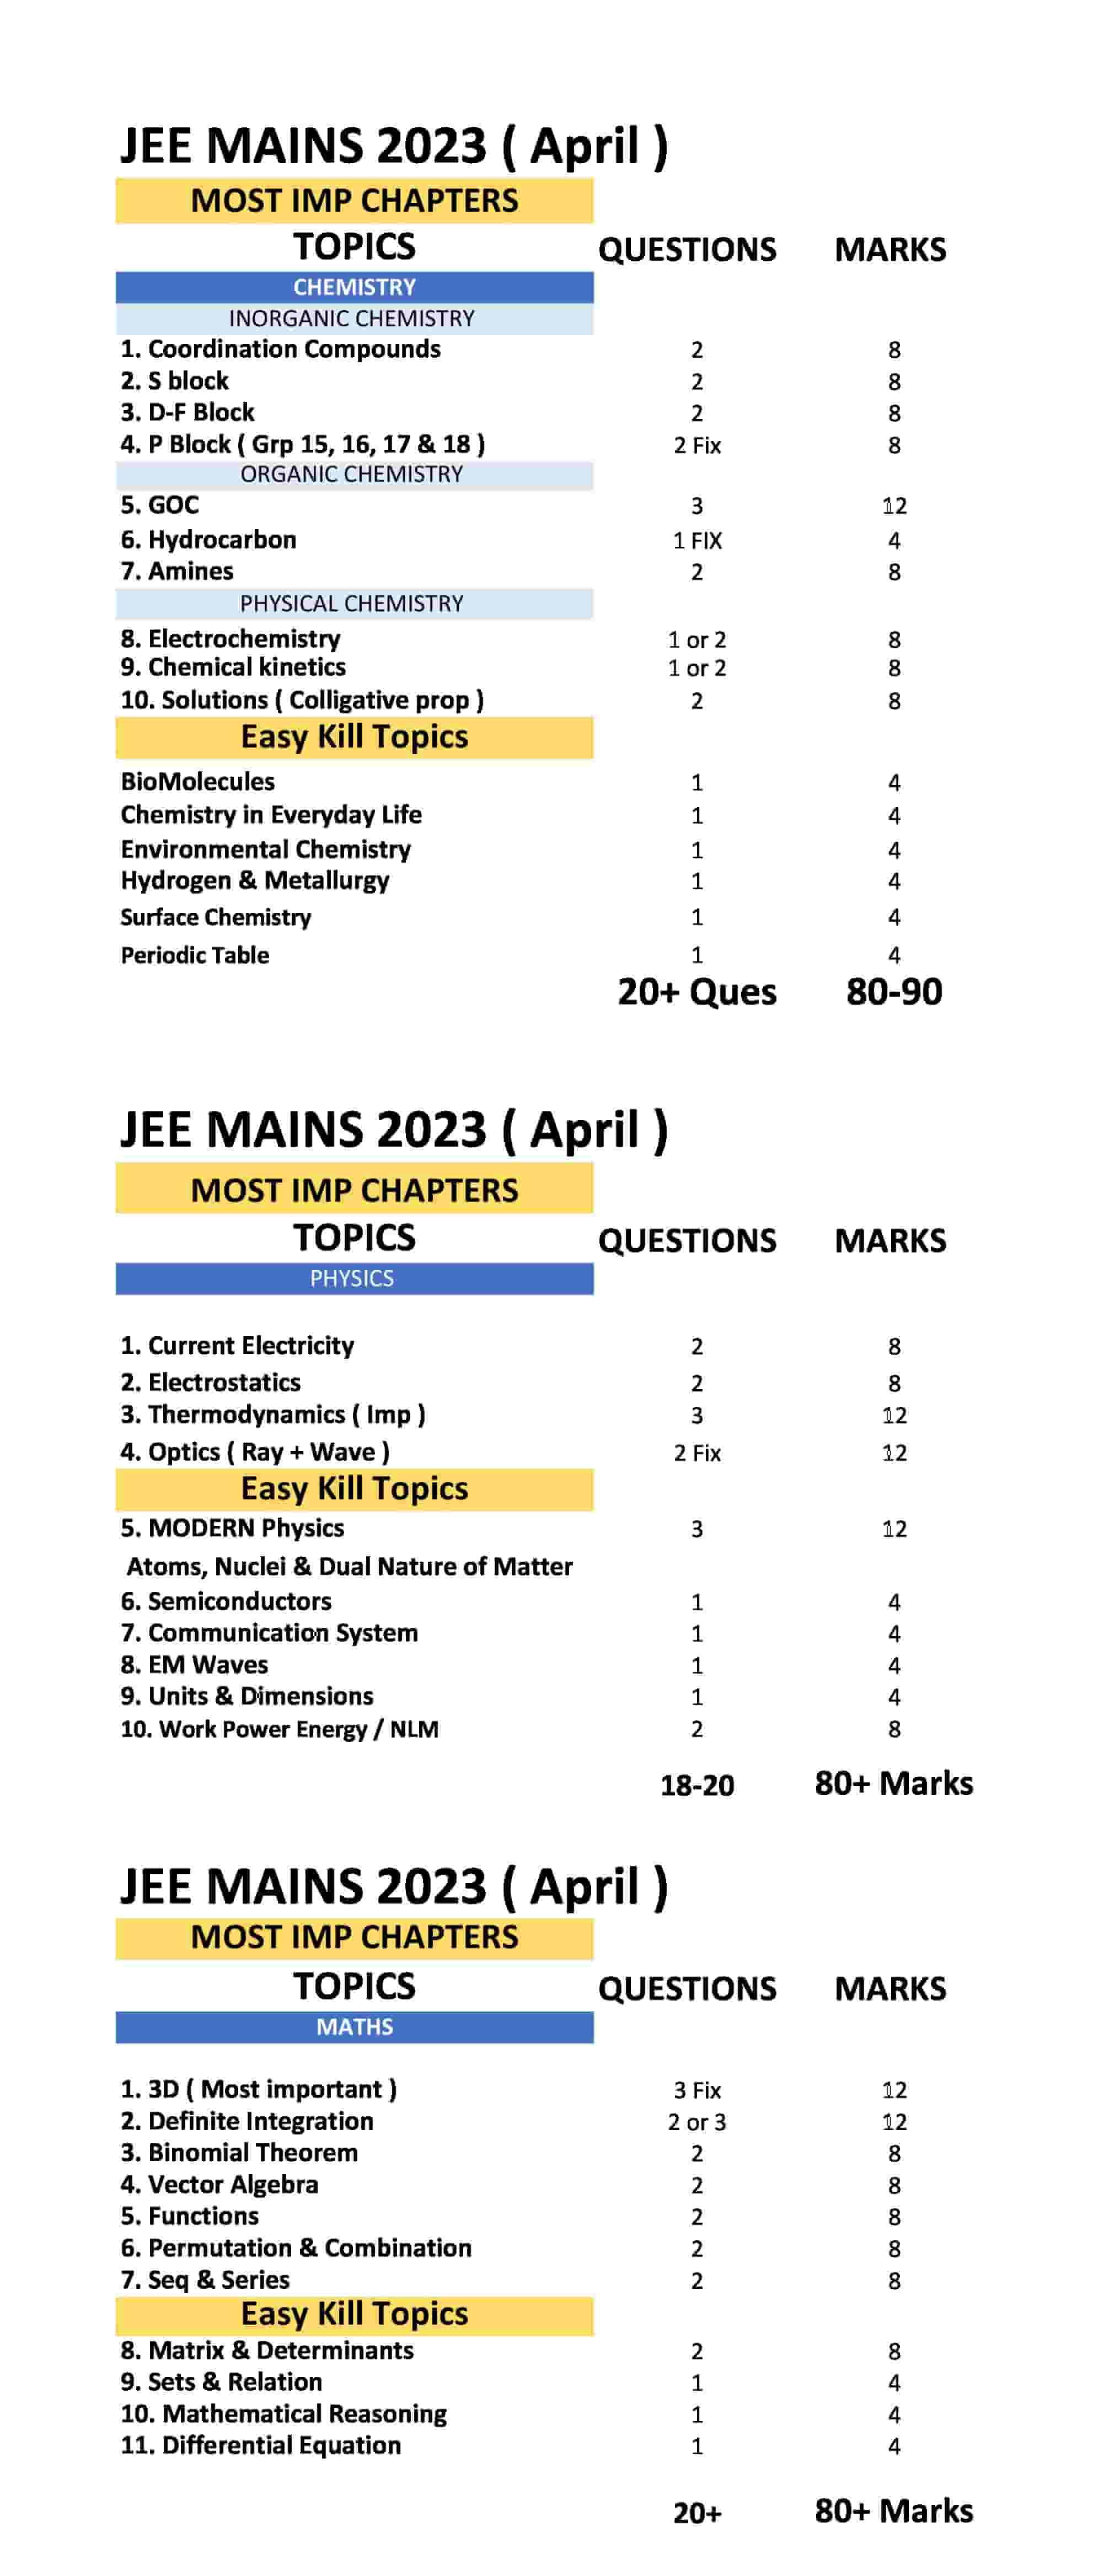 JEE MAINS 2023 ( April )
MOST IMP CHAPTERS
TOPICS QUESTIONS MARKS
CHEMISTRY
INORGANIC CHEMISTRY
1. Coordination Compounds 2 8
2. S block 2 8
3. D-F Block 2 8
4. P Block ( Grp 15, 16, 17 & 18 ) 2 Fix 8
ORGANIC CHEMISTRY
5. GOC 3 12
6. Hydrocarbon 1 FIX 4
7. Amines 2 8
PHYSICAL CHEMISTRY
8. Electrochemistry 1 or 2 8
9. Chemical kinetics 1 or 2 8
10. Solutions ( Colligative prop ) 2 8
Easy Kill Topics
BioMolecules 1 4
Chemistry in Everyday Life 1 4
Environmental Chemistry 1 4
Hydrogen & Metallurgy 1 4
Surface Chemistry 1 4
Periodic Table 1 4
20+ Ques 80-90
JEE MAINS 2023 ( April )
MOST IMP CHAPTERS
TOPICS QUESTIONS MARKS
PHYSICS
1. Current Electricity 2 8
2. Electrostatics 2 8
3. Thermodynamics ( Imp ) 3 12
4. Optics ( Ray + Wave ) 2 Fix 12
Easy Kill Topics
5. MODERN Physics 3 12
Atoms, Nuclei & Dual Nature of Matter
6. Semiconductors 1 4
7. Communication System 1 4
8. EM Waves 1 4
9. Units & Dimensions 1 4
10. Work Power Energy / NLM 2 8
18-20 80+ Marks
JEE MAINS 2023 ( April )
MOST IMP CHAPTERS
TOPICS QUESTIONS MARKS
MATHS
1. 3D ( Most important ) 3 Fix 12
2. Definite Integration 2 or 3 12
3. Binomial Theorem 2 8
4. Vector Algebra 2 8
5. Functions 2 8
6. Permutation & Combination 2 8
7. Seq & Series 2 8
Easy Kill Topics
8. Matrix & Determinants 2 8
9. Sets & Relation 1 4
10. Mathematical Reasoning 1 4
11. Differential Equation 1 4
20+ 80+ Marks